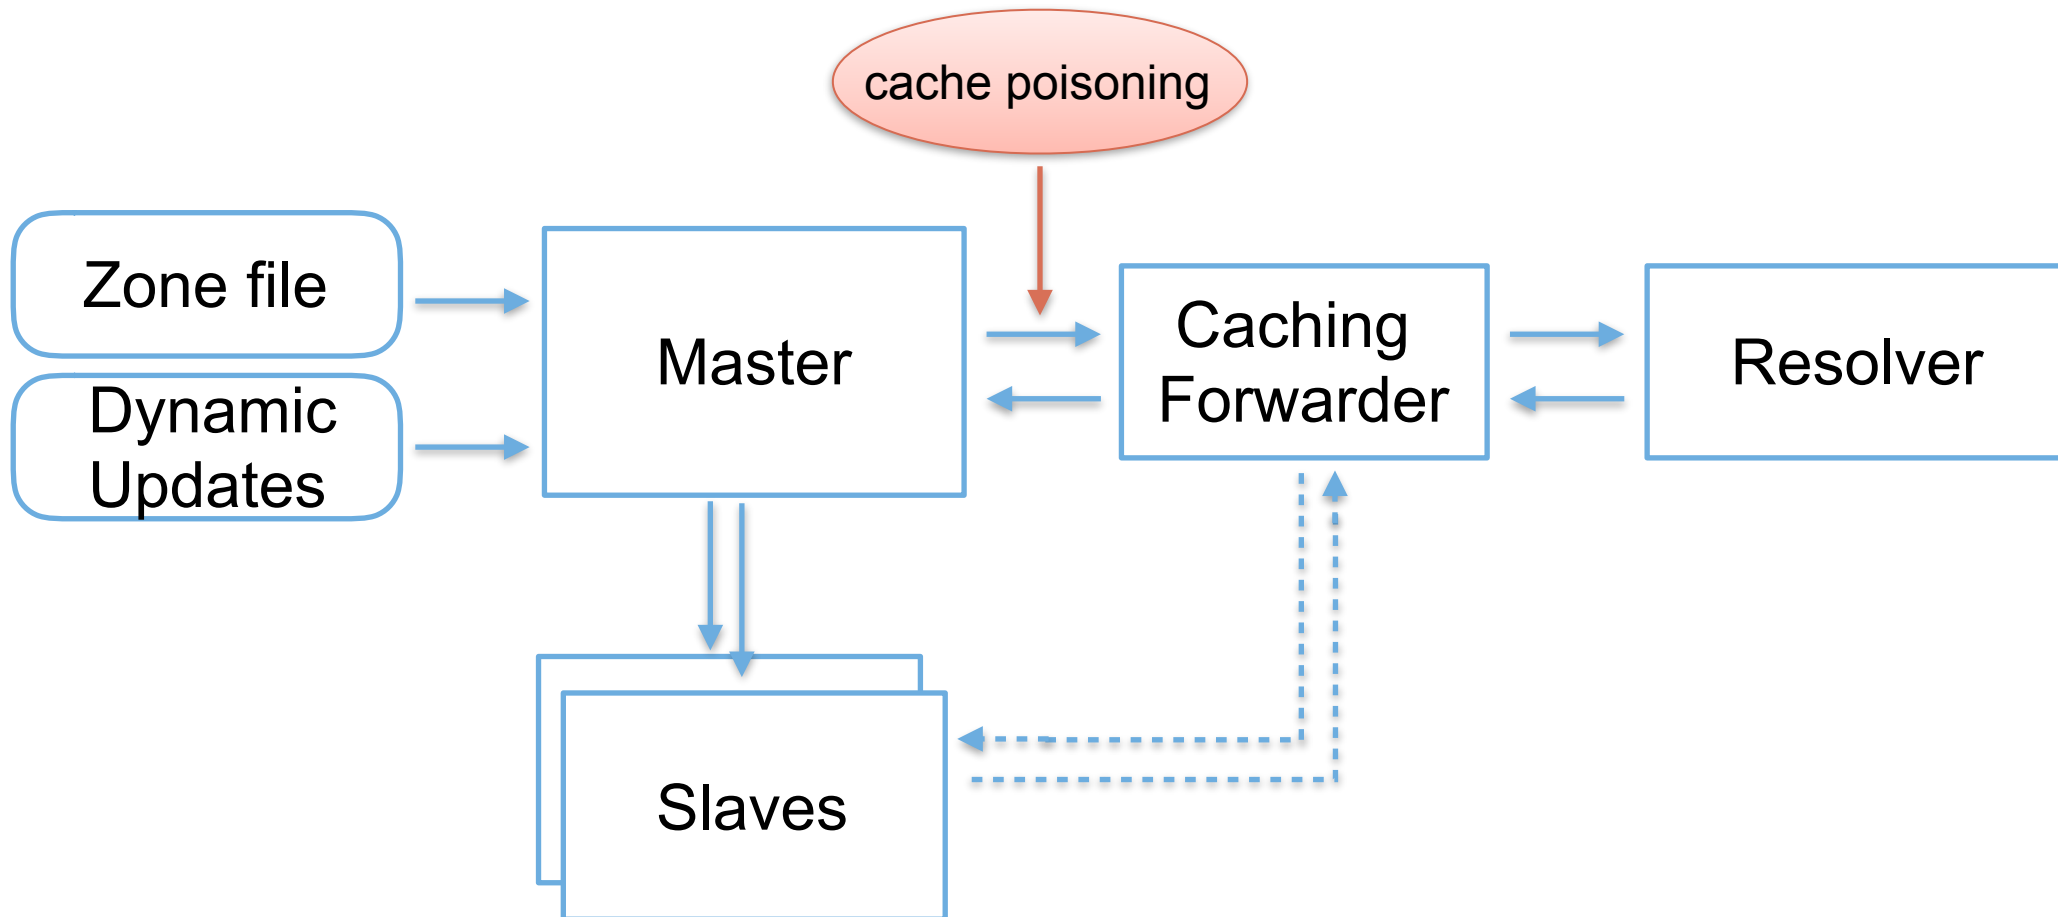 cache poisoning
Zone file
Dynamic
Updates
Master
Caching
Forwarder
Resolver
Slaves